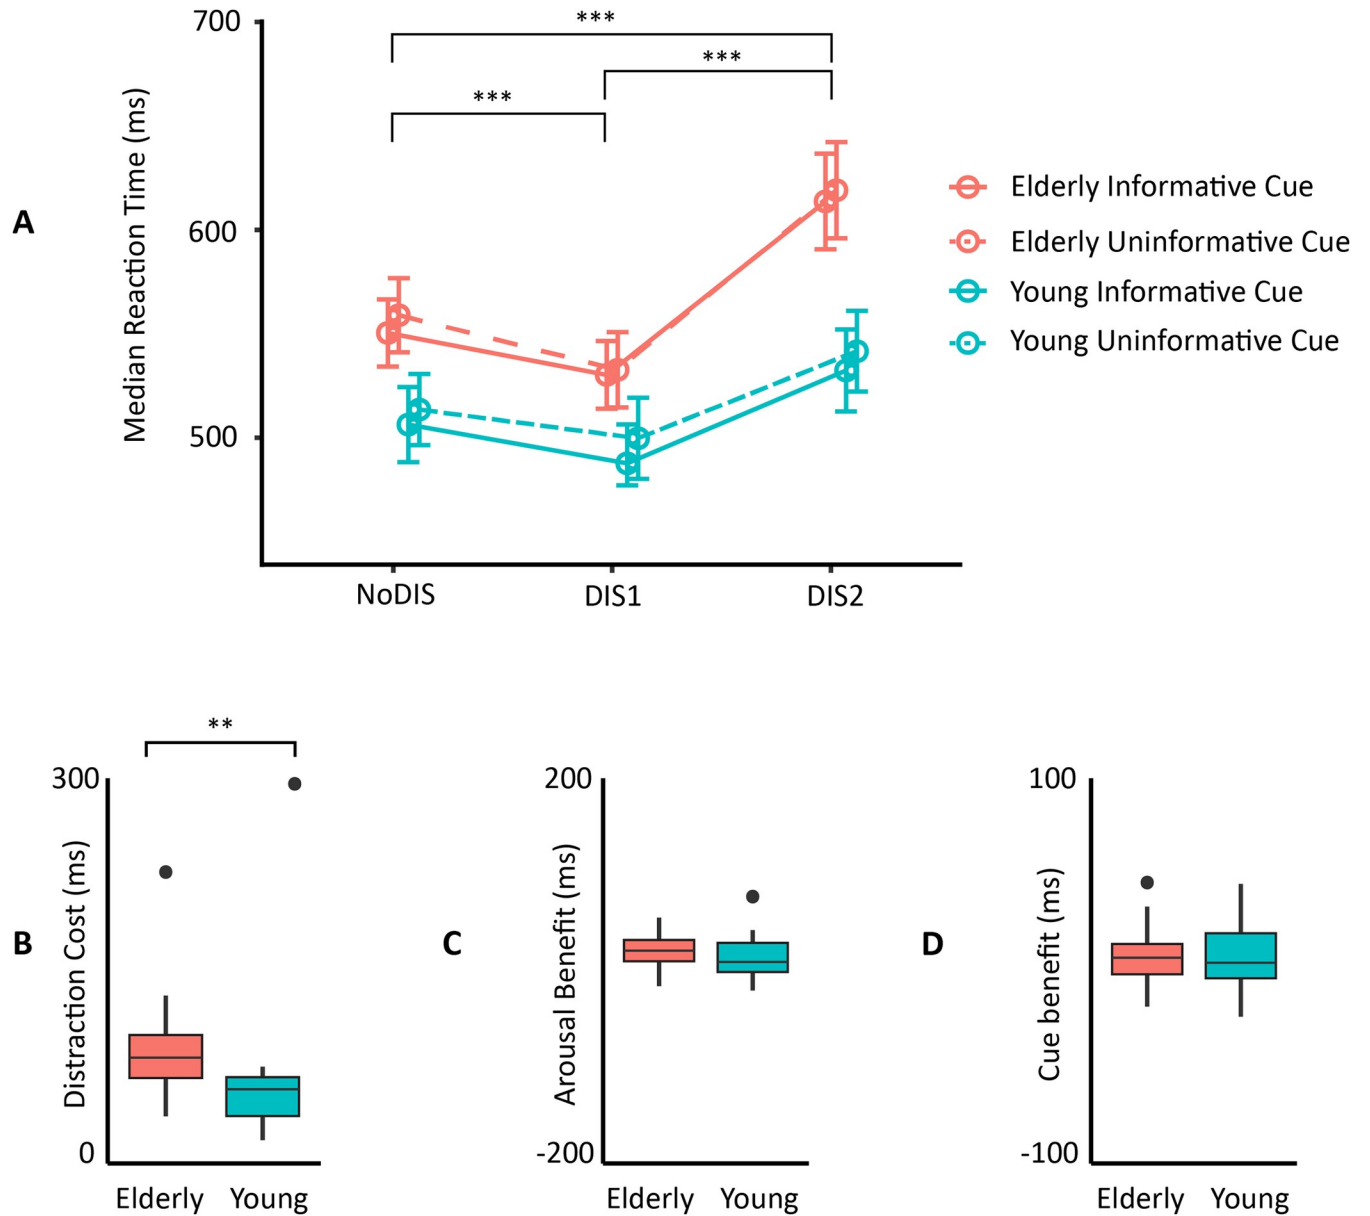 700
600
500
Median Reaction Time (ms)
A
***
***
***
NoDIS
DIS1
DIS2
Elderly Informative Cue
Elderly Uninformative Cue
Young Informative Cue
Young Uninformative Cue
B
**
300
0
Distraction Cost (ms)
Elderly
Young
C
200
-200
Arousal Benefit (ms)
Elderly
Young
D
100
-100
Cue benefit (ms)
Elderly
Young